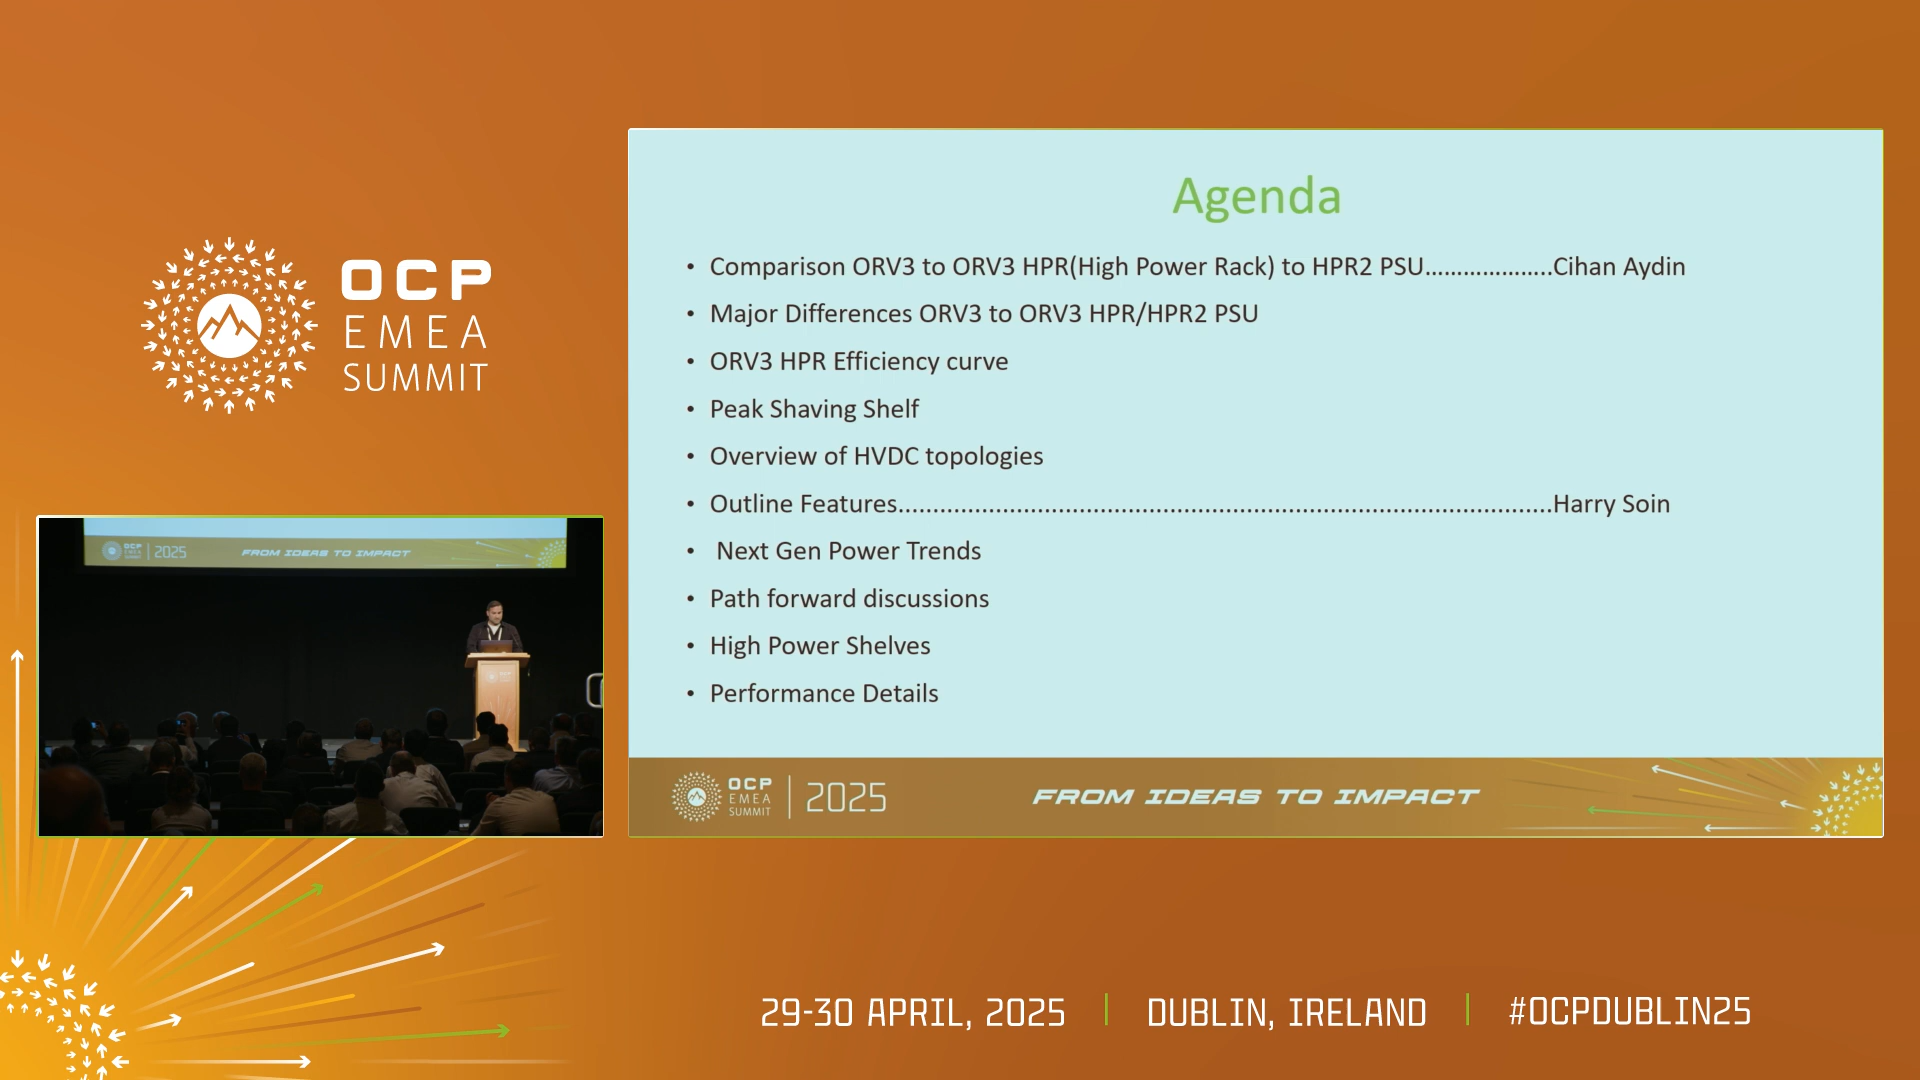 OCP
EMEA
SUMMIT
Agenda
• Comparison ORV3 to ORV3 HPR(High Power Rack) to HPR2 PSU...................Cihan Aydin
• Major Differences ORV3 to ORV3 HPR/HPR2 PSU
• ORV3 HPR Efficiency curve
• Peak Shaving Shelf
• Overview of HVDC topologies
• Outline Features..............................................................................................Harry Soin
• Next Gen Power Trends
• Path forward discussions
• High Power Shelves
• Performance Details
OCP
EMEA
SUMMIT
2025
FROM IDEAS TO IMPACT
OCP
EMEA
SUMMIT
2025
FROM IDEAS TO IMPACT
29-30 APRIL, 2025
DUBLIN, IRELAND
#OCPDUBLIN25